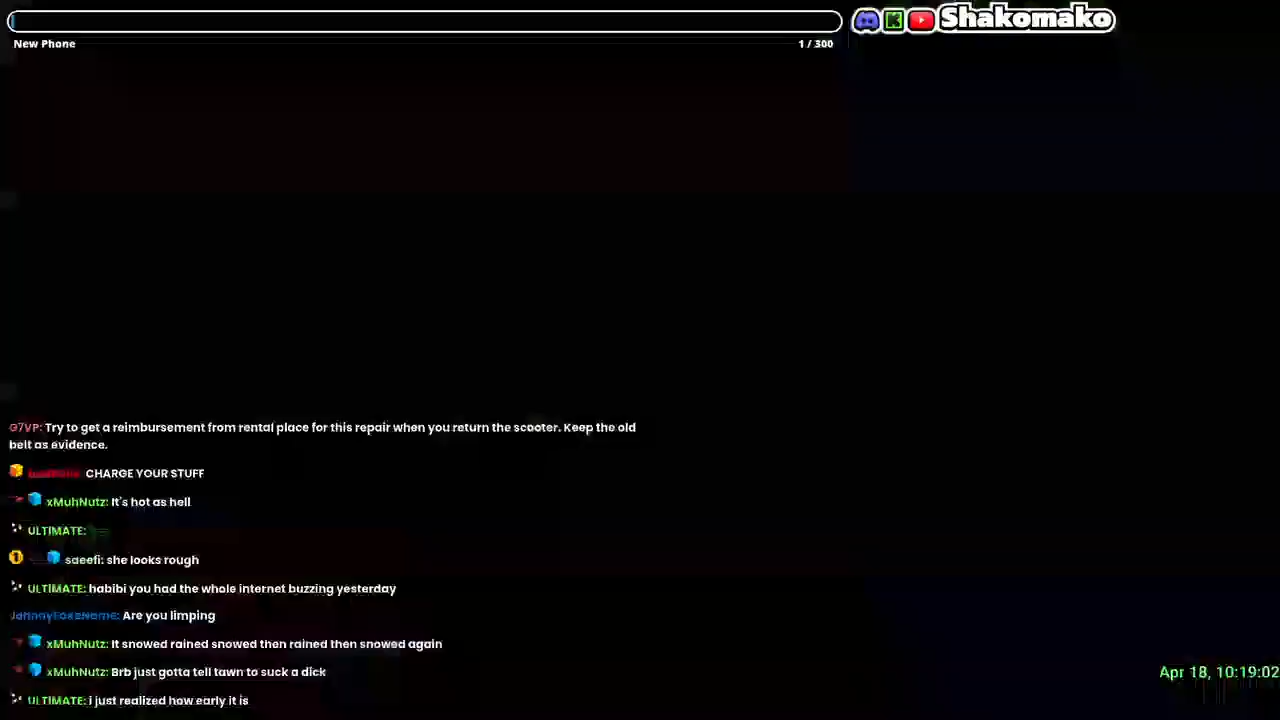 Shakomako
New Phone
1 / 300
G7VP: Try to get a reimbursement from rental place for this repair when you return the scooter. Keep the old
belt as evidence.
CHARGE YOUR STUFF
xMuhNutz: It's hot as hell
ULTIMATE:
saeefi: she looks rough
ULTIMATE: habibi you had the whole internet buzzing yesterday
Are you limping
xMuhNutz: It snowed rained snowed then rained then snowed again
xMuhNutz: Brb just gotta tell tawn to suck a dick
ULTIMATE: i just realized how early it is
Apr 18, 10:19:02